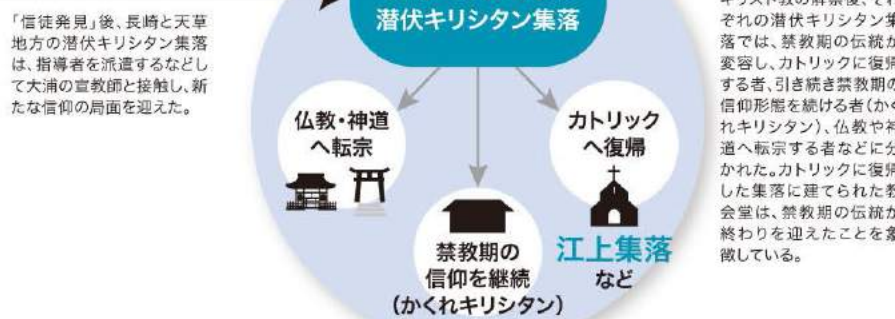 「信徒発見」後、長崎と天草
地方の潜伏キリシタン集落
は、指導者を派遣するなどし
て大浦の宣教師と接触し、新
たな信仰の局面を迎えた。
潜伏キリシタン集落
仏教・神道
へ転宗
禁教期の
信仰を継続
(かくれキリシタン)
カトリック
へ復帰
江上集落
など
ぞれの潜伏キリシタン集
落では、禁教期の伝統が
変容し、カトリックに復帰
する者、引き続き禁教期の
信仰形態を続ける者(かく
れキリシタン)、仏教や神
道へ転宗する者などに分
かれた。カトリックに復帰
した集落に建てられた教
会堂は、禁教期の伝統が
終わりを迎えたことを象
徴している。